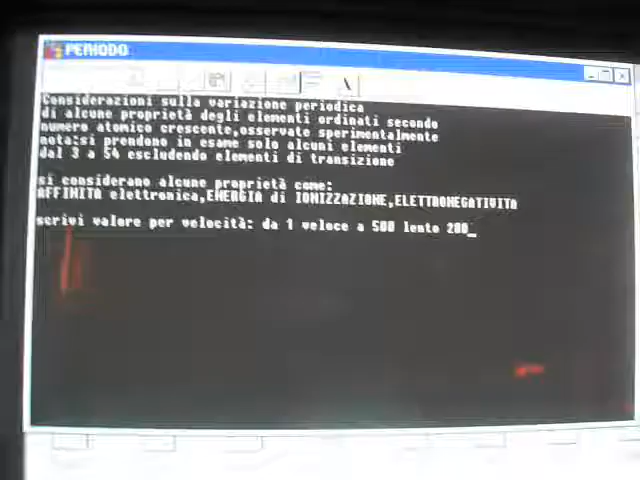 PERIODO
Considerazioni sulla variazione periodica
di alcune proprietà degli elementi ordinati secondo
numero atomico crescente,osservate sperimentalmente
nota:si prendono in esame solo alcuni elementi
dal 3 a 54 escludendo elementi di transizione
si considerano alcune proprietà come:
AFFINITA elettronica,ENERGIA di IONIZZAZIONE,ELETTRONEGATIVITA
scrivi valore per velocità: da 1 veloce a 500 lento 200_